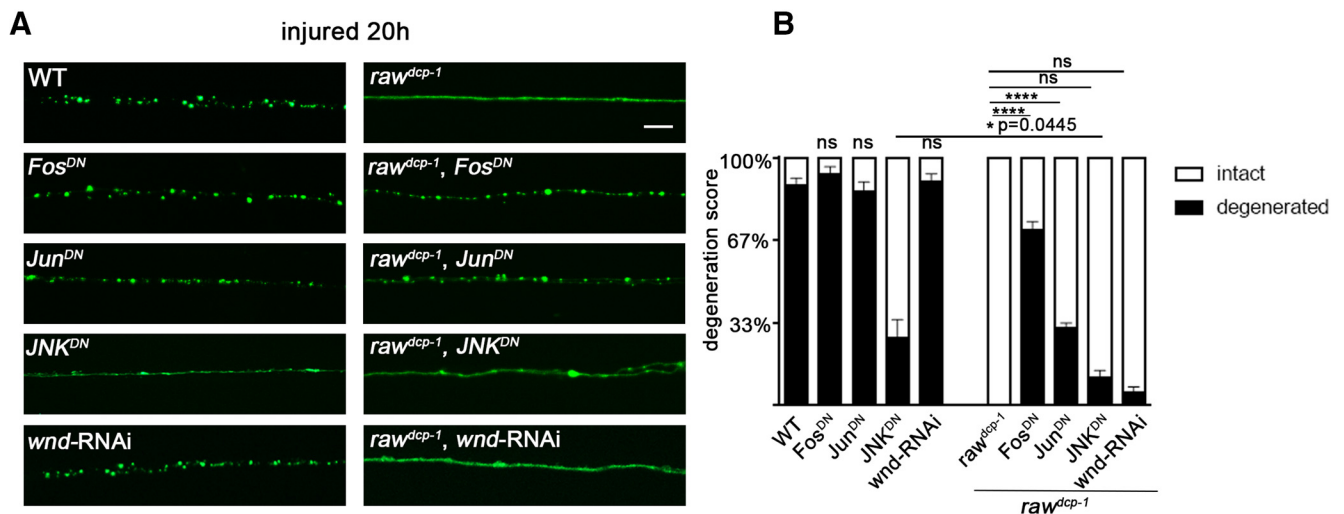 A
injured 20h
WT
raw^dcp-1
Fos^DN
raw^dcp-1, Fos^DN
Jun^DN
raw^dcp-1, Jun^DN
JNK^DN
raw^dcp-1, JNK^DN
wnd-RNAi
raw^dcp-1, wnd-RNAi
B
ns
ns
****
****
* p=0.0445
ns ns ns
100%
67%
33%
degeneration score
intact
degenerated
WT
Fos^DN
Jun^DN
JNK^DN
wnd-RNAi
raw^dcp-1
Fos^DN
Jun^DN
JNK^DN
wnd-RNAi
raw^dcp-1